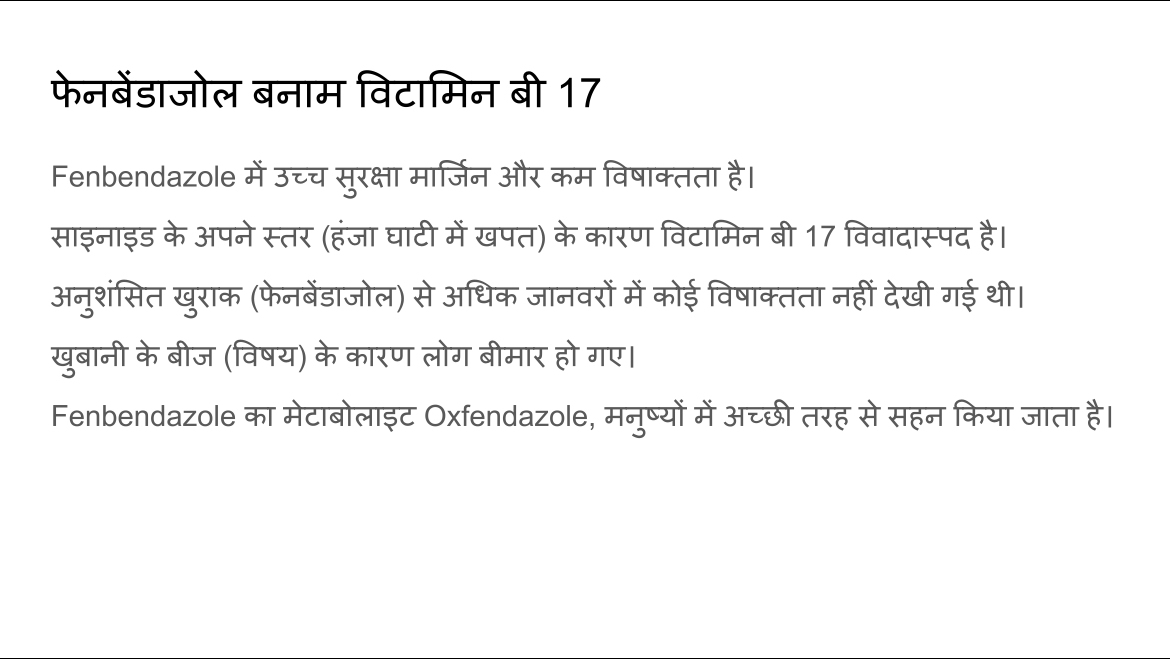 फेनबेंडाजोल बनाम विटामिन बी 17
Fenbendazole में उच्च सुरक्षा मार्जिन और कम विषाक्तता है।
साइनाइड के अपने स्तर (हंजा घाटी में खपत) के कारण विटामिन बी 17 विवादास्पद है।
अनुशंसित खुराक (फेनबेंडाजोल) से अधिक जानवरों में कोई विषाक्तता नहीं देखी गई थी।
खुबानी के बीज (विषय) के कारण लोग बीमार हो गए।
Fenbendazole का मेटाबोलाइट Oxfendazole, मनुष्यों में अच्छी तरह से सहन किया जाता है।